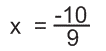 x = -10/9